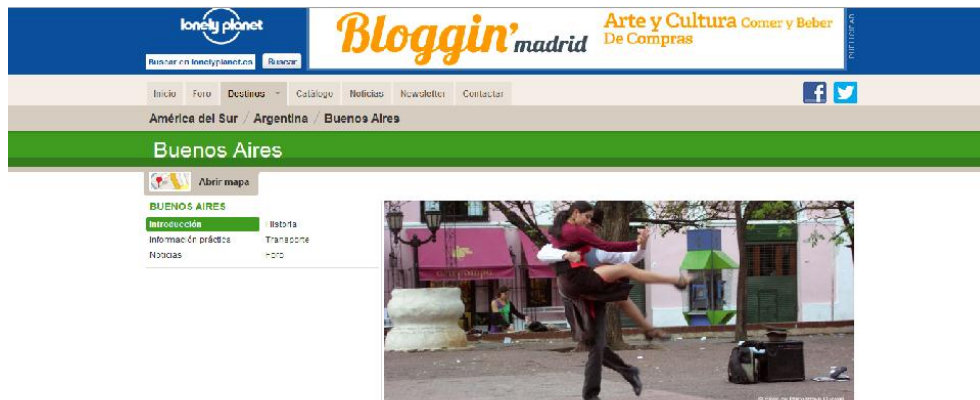 lonely planet
Bloggin' madrid
Arte y Cultura Comer y Beber
De Compras
PUBLICIDAD
Buscar en lonelyplanet.es Buscar
Inicio Foro Destinos Catálogo Noticias Newsletter Contactar
América del Sur / Argentina / Buenos Aires
Buenos Aires
Abrir mapa
BUENOS AIRES
Introducción Historia
Información práctica Transporte
Noticias Foro